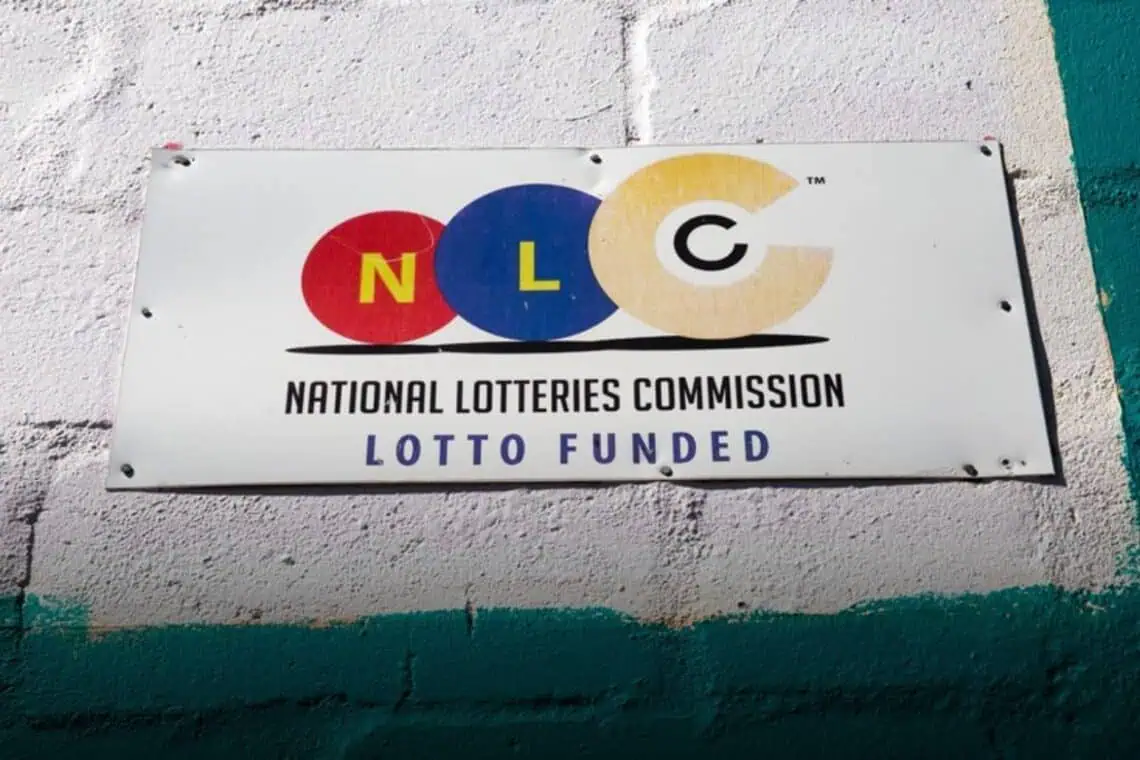 NLC™
NATIONAL LOTTERIES COMMISSION
LOTTO FUNDED